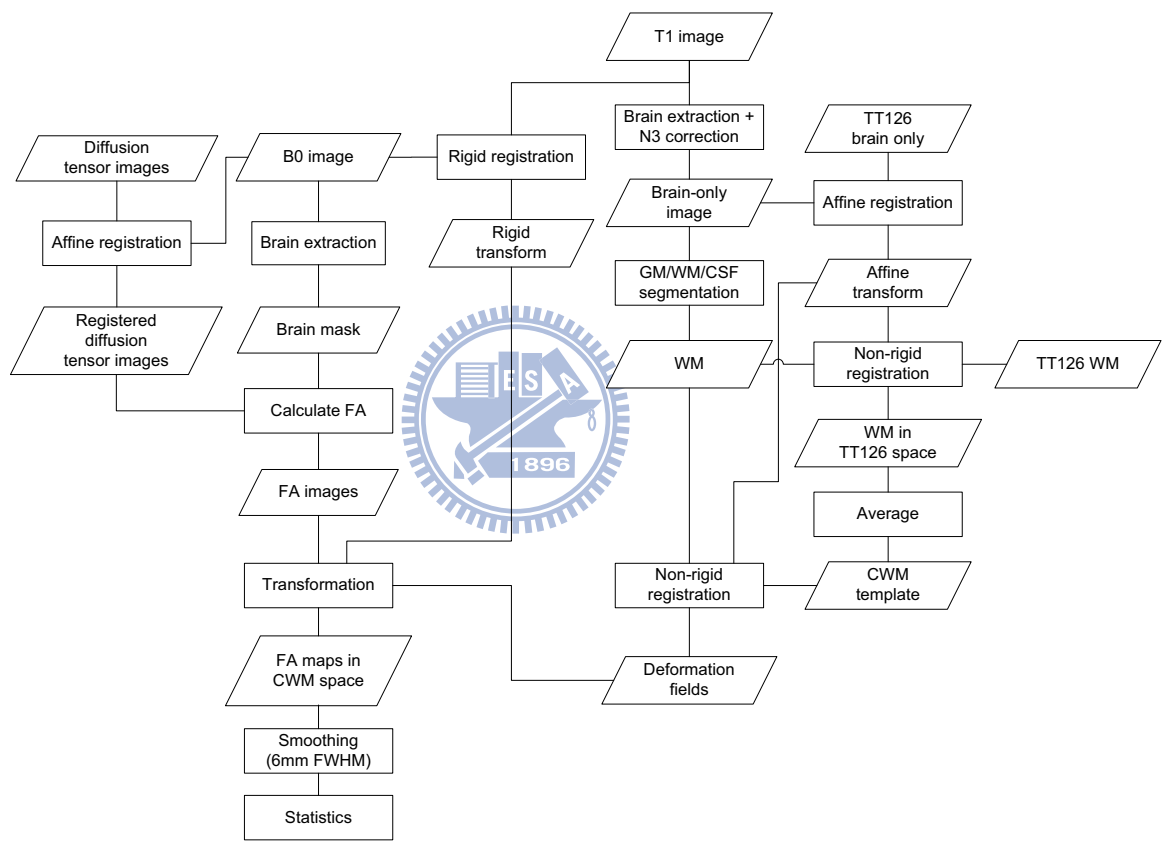 T1 image
Brain extraction +
N3 correction
TT126
brain only
Diffusion
tensor images
B0 image
Rigid registration
Brain-only
image
Affine registration
Affine registration
Brain extraction
Rigid
transform
GM/WM/CSF
segmentation
Affine
transform
Registered
diffusion
tensor images
Brain mask
WM
Non-rigid
registration
TT126 WM
Calculate FA
ES
A
1896
WM in
TT126 space
FA images
Average
Transformation
Non-rigid
registration
CWM
template
FA maps in
CWM space
Deformation
fields
Smoothing
(6mm FWHM)
Statistics